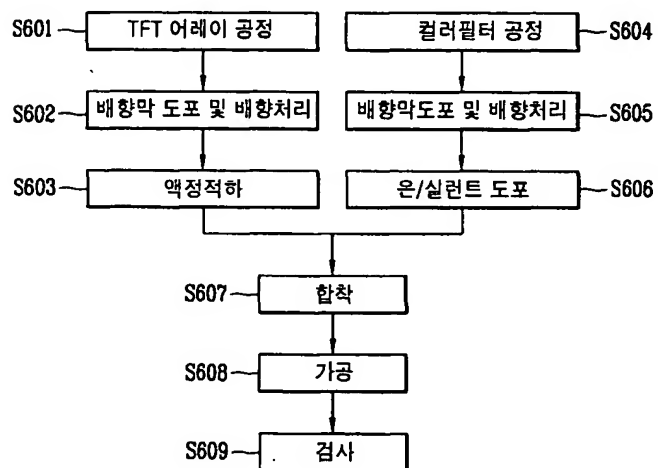 S601 TFT 어레이 공정
컬러필터 공정 S604
S602 배향막 도포 및 배향처리
배향막도포 및 배향처리 S605
S603 액정적하
은/실런트 도포 S606
S607 합착
S608 가공
S609 검사